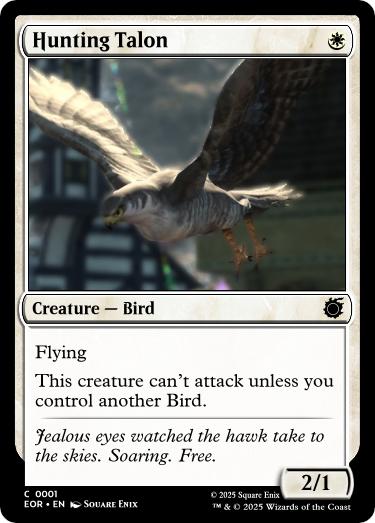 Hunting Talon
Creature — Bird
Flying
This creature can't attack unless you
control another Bird.
Jealous eyes watched the hawk take to
the skies. Soaring. Free.
2/1
C 0001
EOR • EN Square Enix
© 2025 Square Enix
™ & © 2025 Wizards of the Coast